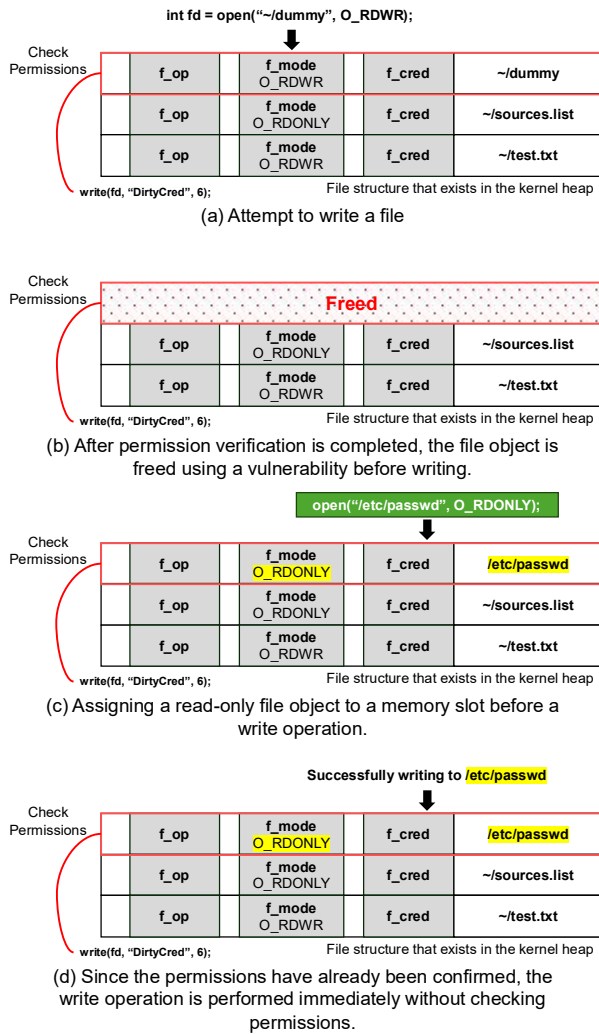 int fd = open(“~/dummy”, O_RDWR);
Check
Permissions
f_op f_mode f_cred ~/dummy
O_RDWR
f_op f_mode f_cred ~/sources.list
O_RDONLY
f_op f_mode f_cred ~/test.txt
O_RDWR
write(fd, “DirtyCred”, 6);
File structure that exists in the kernel heap
(a) Attempt to write a file
Check
Permissions
Freed
f_op f_mode f_cred ~/sources.list
O_RDONLY
f_op f_mode f_cred ~/test.txt
O_RDWR
write(fd, “DirtyCred”, 6);
File structure that exists in the kernel heap
(b) After permission verification is completed, the file object is
freed using a vulnerability before writing.
open(“/etc/passwd”, O_RDONLY);
Check
Permissions
f_op f_mode f_cred /etc/passwd
O_RDONLY
f_op f_mode f_cred ~/sources.list
O_RDONLY
f_op f_mode f_cred ~/test.txt
O_RDWR
write(fd, “DirtyCred”, 6);
File structure that exists in the kernel heap
(c) Assigning a read-only file object to a memory slot before a
write operation.
Successfully writing to /etc/passwd
Check
Permissions
f_op f_mode f_cred /etc/passwd
O_RDONLY
f_op f_mode f_cred ~/sources.list
O_RDONLY
f_op f_mode f_cred ~/test.txt
O_RDWR
write(fd, “DirtyCred”, 6);
File structure that exists in the kernel heap
(d) Since the permissions have already been confirmed, the
write operation is performed immediately without checking
permissions.